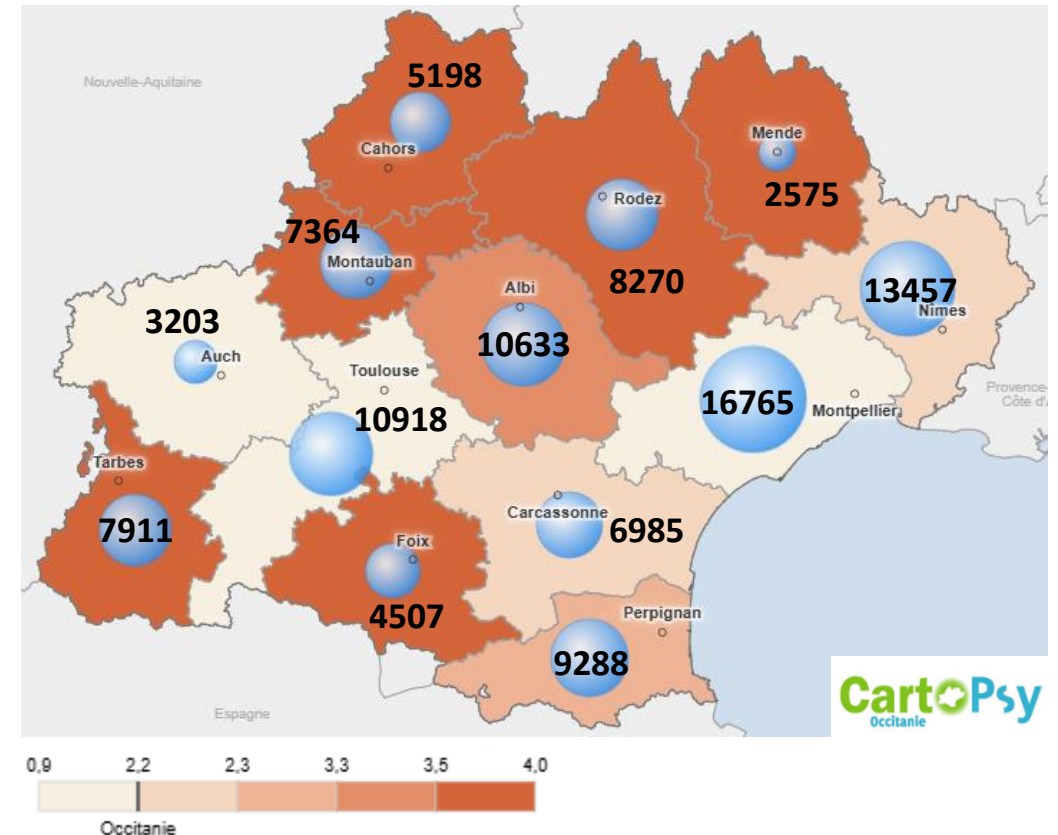 Nouvelle-Aquitaine
5198
Cahors
Mende
2575
Rodez
8270
7364
Montauban
Albi
10633
13457
Nîmes
3203
Auch
Toulouse
10918
16765
Montpellier
Provence-
Côte d'A
Tarbes
7911
Carcassonne
6985
Foix
4507
Perpignan
9288
Espagne
CartoPsy
Occitanie
0,9 2,2 2,3 3,3 3,5 4,0
Occitanie